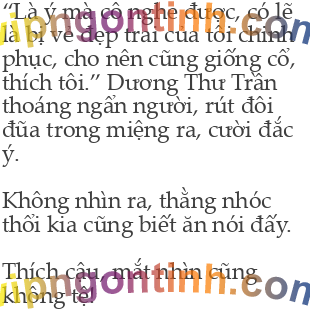 “Là ý mà cô nghe được, có lẽ
là bị vẻ đẹp trai của tôi chinh
phục, cho nên cũng giống cổ,
thích tôi.” Dương Thư Trần
thoáng ngẩn người, rút đôi
đũa trong miệng ra, cười đắc
ý.
Không nhìn ra, thằng nhóc
thổi kia cũng biết ăn nói đấy.
Thích cậu, mắt nhìn cũng
không tệ!